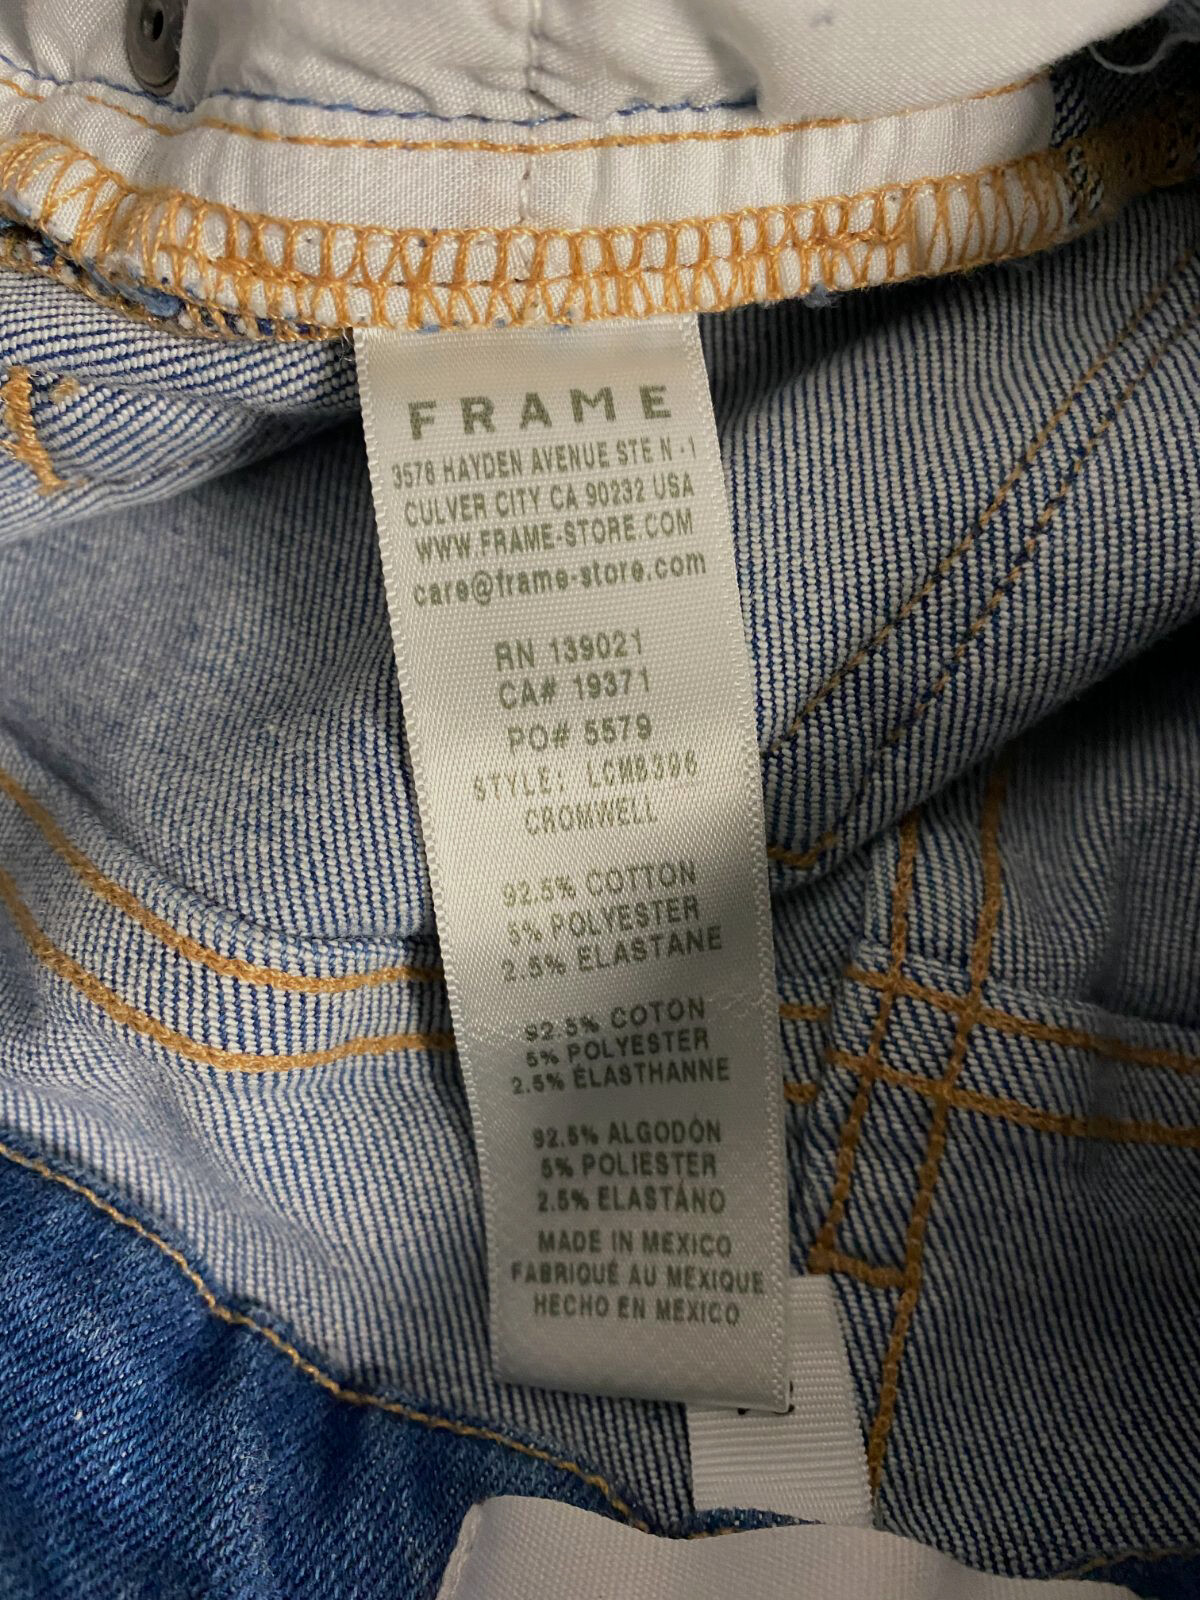 FRAME
3578 HAYDEN AVENUE STE N-1
CULVER CITY CA 90232 USA
WWW.FRAME-STORE.COM
care@frame-store.com
RN 139021
CA# 19371
PO# 5579
STYLE: LCMB396
CROMWELL
92.5% COTTON
5% POLYESTER
2.5% ELASTANE
92.5% COTON
5% POLYESTER
2.5% ÉLASTHANNE
92.5% ALGODÓN
5% POLIESTER
2.5% ELASTÁNO
MADE IN MEXICO
FABRIQUÉ AU MEXIQUE
HECHO EN MEXICO